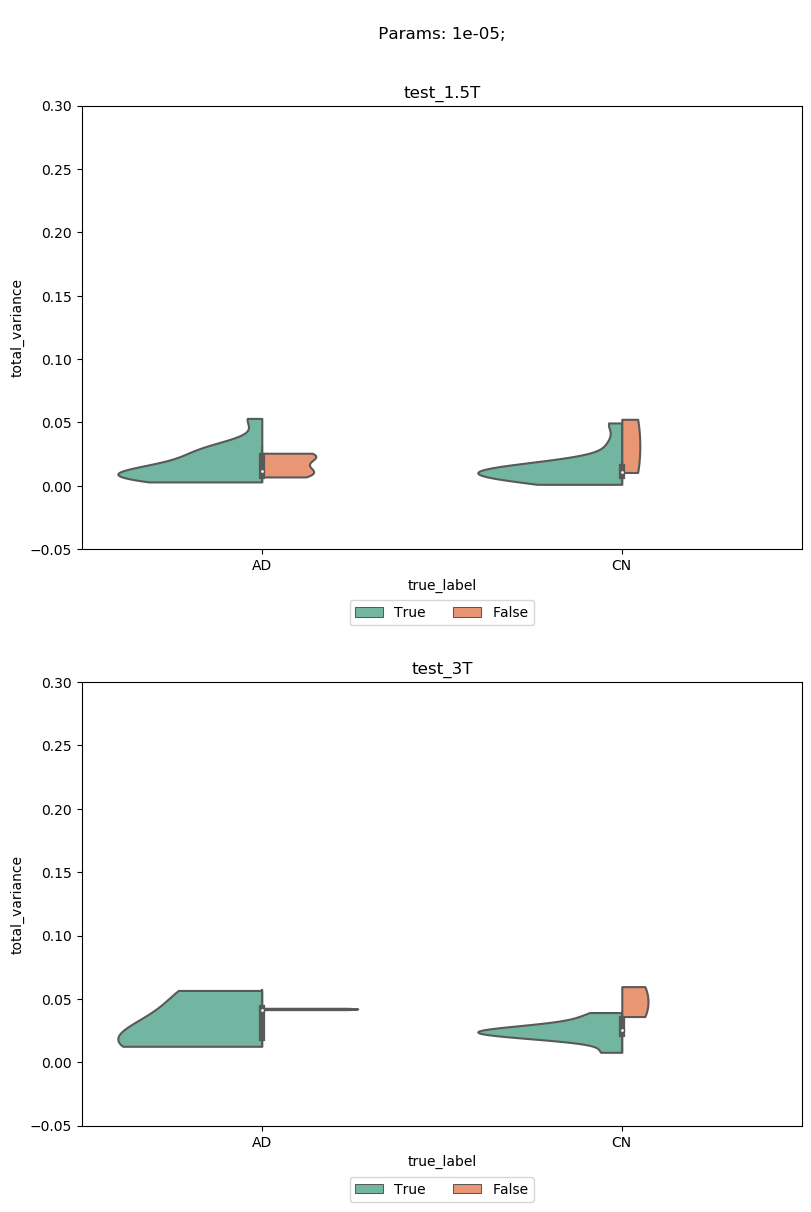 Params: 1e-05;
test_1.5T
0.30
0.25
0.20
0.15
0.10
0.05
0.00
−0.05
total_variance
AD CN
true_label
True False
test_3T
0.30
0.25
0.20
0.15
0.10
0.05
0.00
−0.05
total_variance
AD CN
true_label
True False